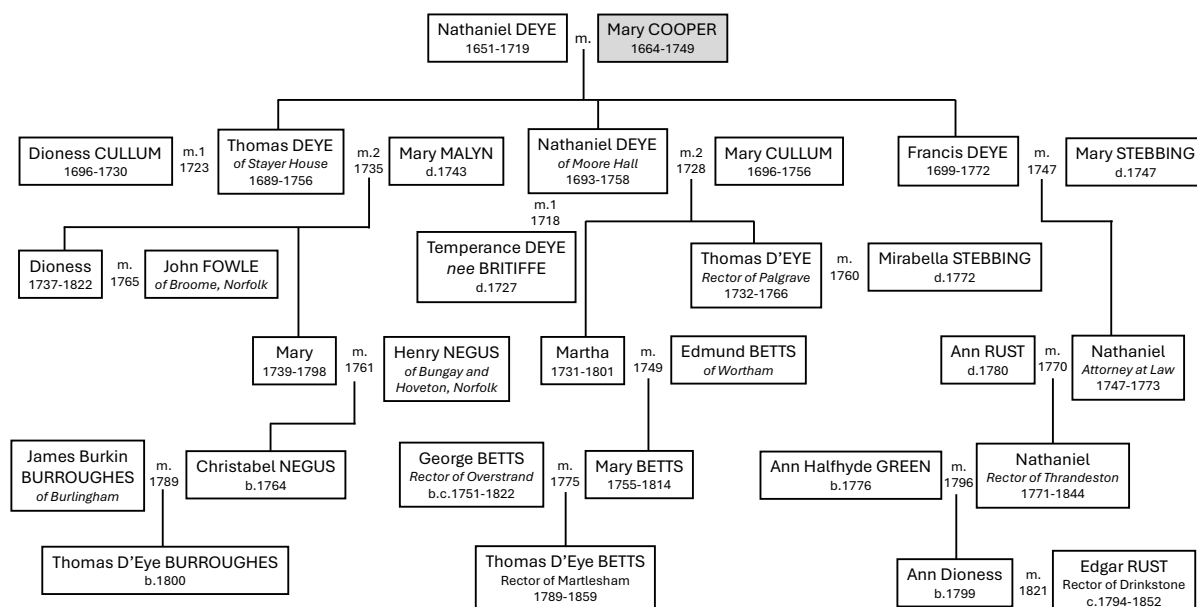 Nathaniel DEYE
1651-1719
m.
Mary COOPER
1664-1749
Dioness CULLUM
1696-1730
m.1
1723
Thomas DEYE
of Stayer House
1689-1756
m.2
1735
Mary MALYN
d.1743
Nathaniel DEYE
of Moore Hall
1693-1758
m.2
1728
Mary CULLUM
1696-1756
Francis DEYE
1699-1772
m.
1747
Mary STEBBING
d.1747
m.1
1718
Temperance DEYE
nee BRITIFFE
d.1727
Dioness
1737-1822
m.
1765
John FOWLE
of Broome, Norfolk
Thomas D'EYE
Rector of Palgrave
1732-1766
m.
1760
Mirabella STEBBING
d.1772
Mary
1739-1798
m.
1761
Henry NEGUS
of Bungay and
Hoveton, Norfolk
Martha
1731-1801
m.
1749
Edmund BETTS
of Wortham
Ann RUST
d.1780
m.
1770
Nathaniel
Attorney at Law
1747-1773
James Burkin
BURROUGHES
of Burlingham
m.
1789
Christabel NEGUS
b.1764
George BETTS
Rector of Overstrand
b.c.1751-1822
m.
1775
Mary BETTS
1755-1814
Ann Halfhyde GREEN
b.1776
m.
1796
Nathaniel
Rector of Thrandeston
1771-1844
Thomas D'Eye BURROUGHES
b.1800
Thomas D'Eye BETTS
Rector of Martlesham
1789-1859
Ann Dioness
b.1799
m.
1821
Edgar RUST
Rector of Drinkstone
c.1794-1852